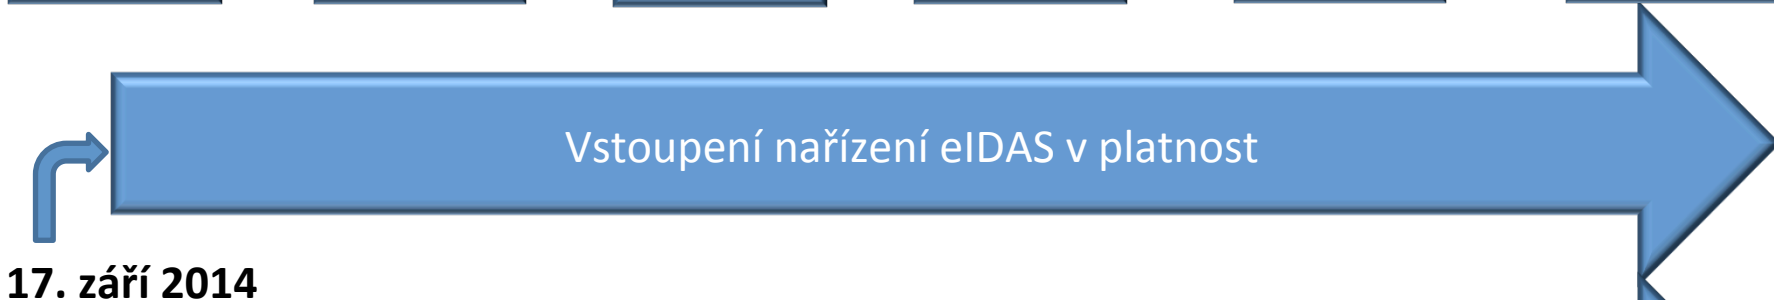 Vstoupení nařízení eIDAS v platnost
17. září 2014